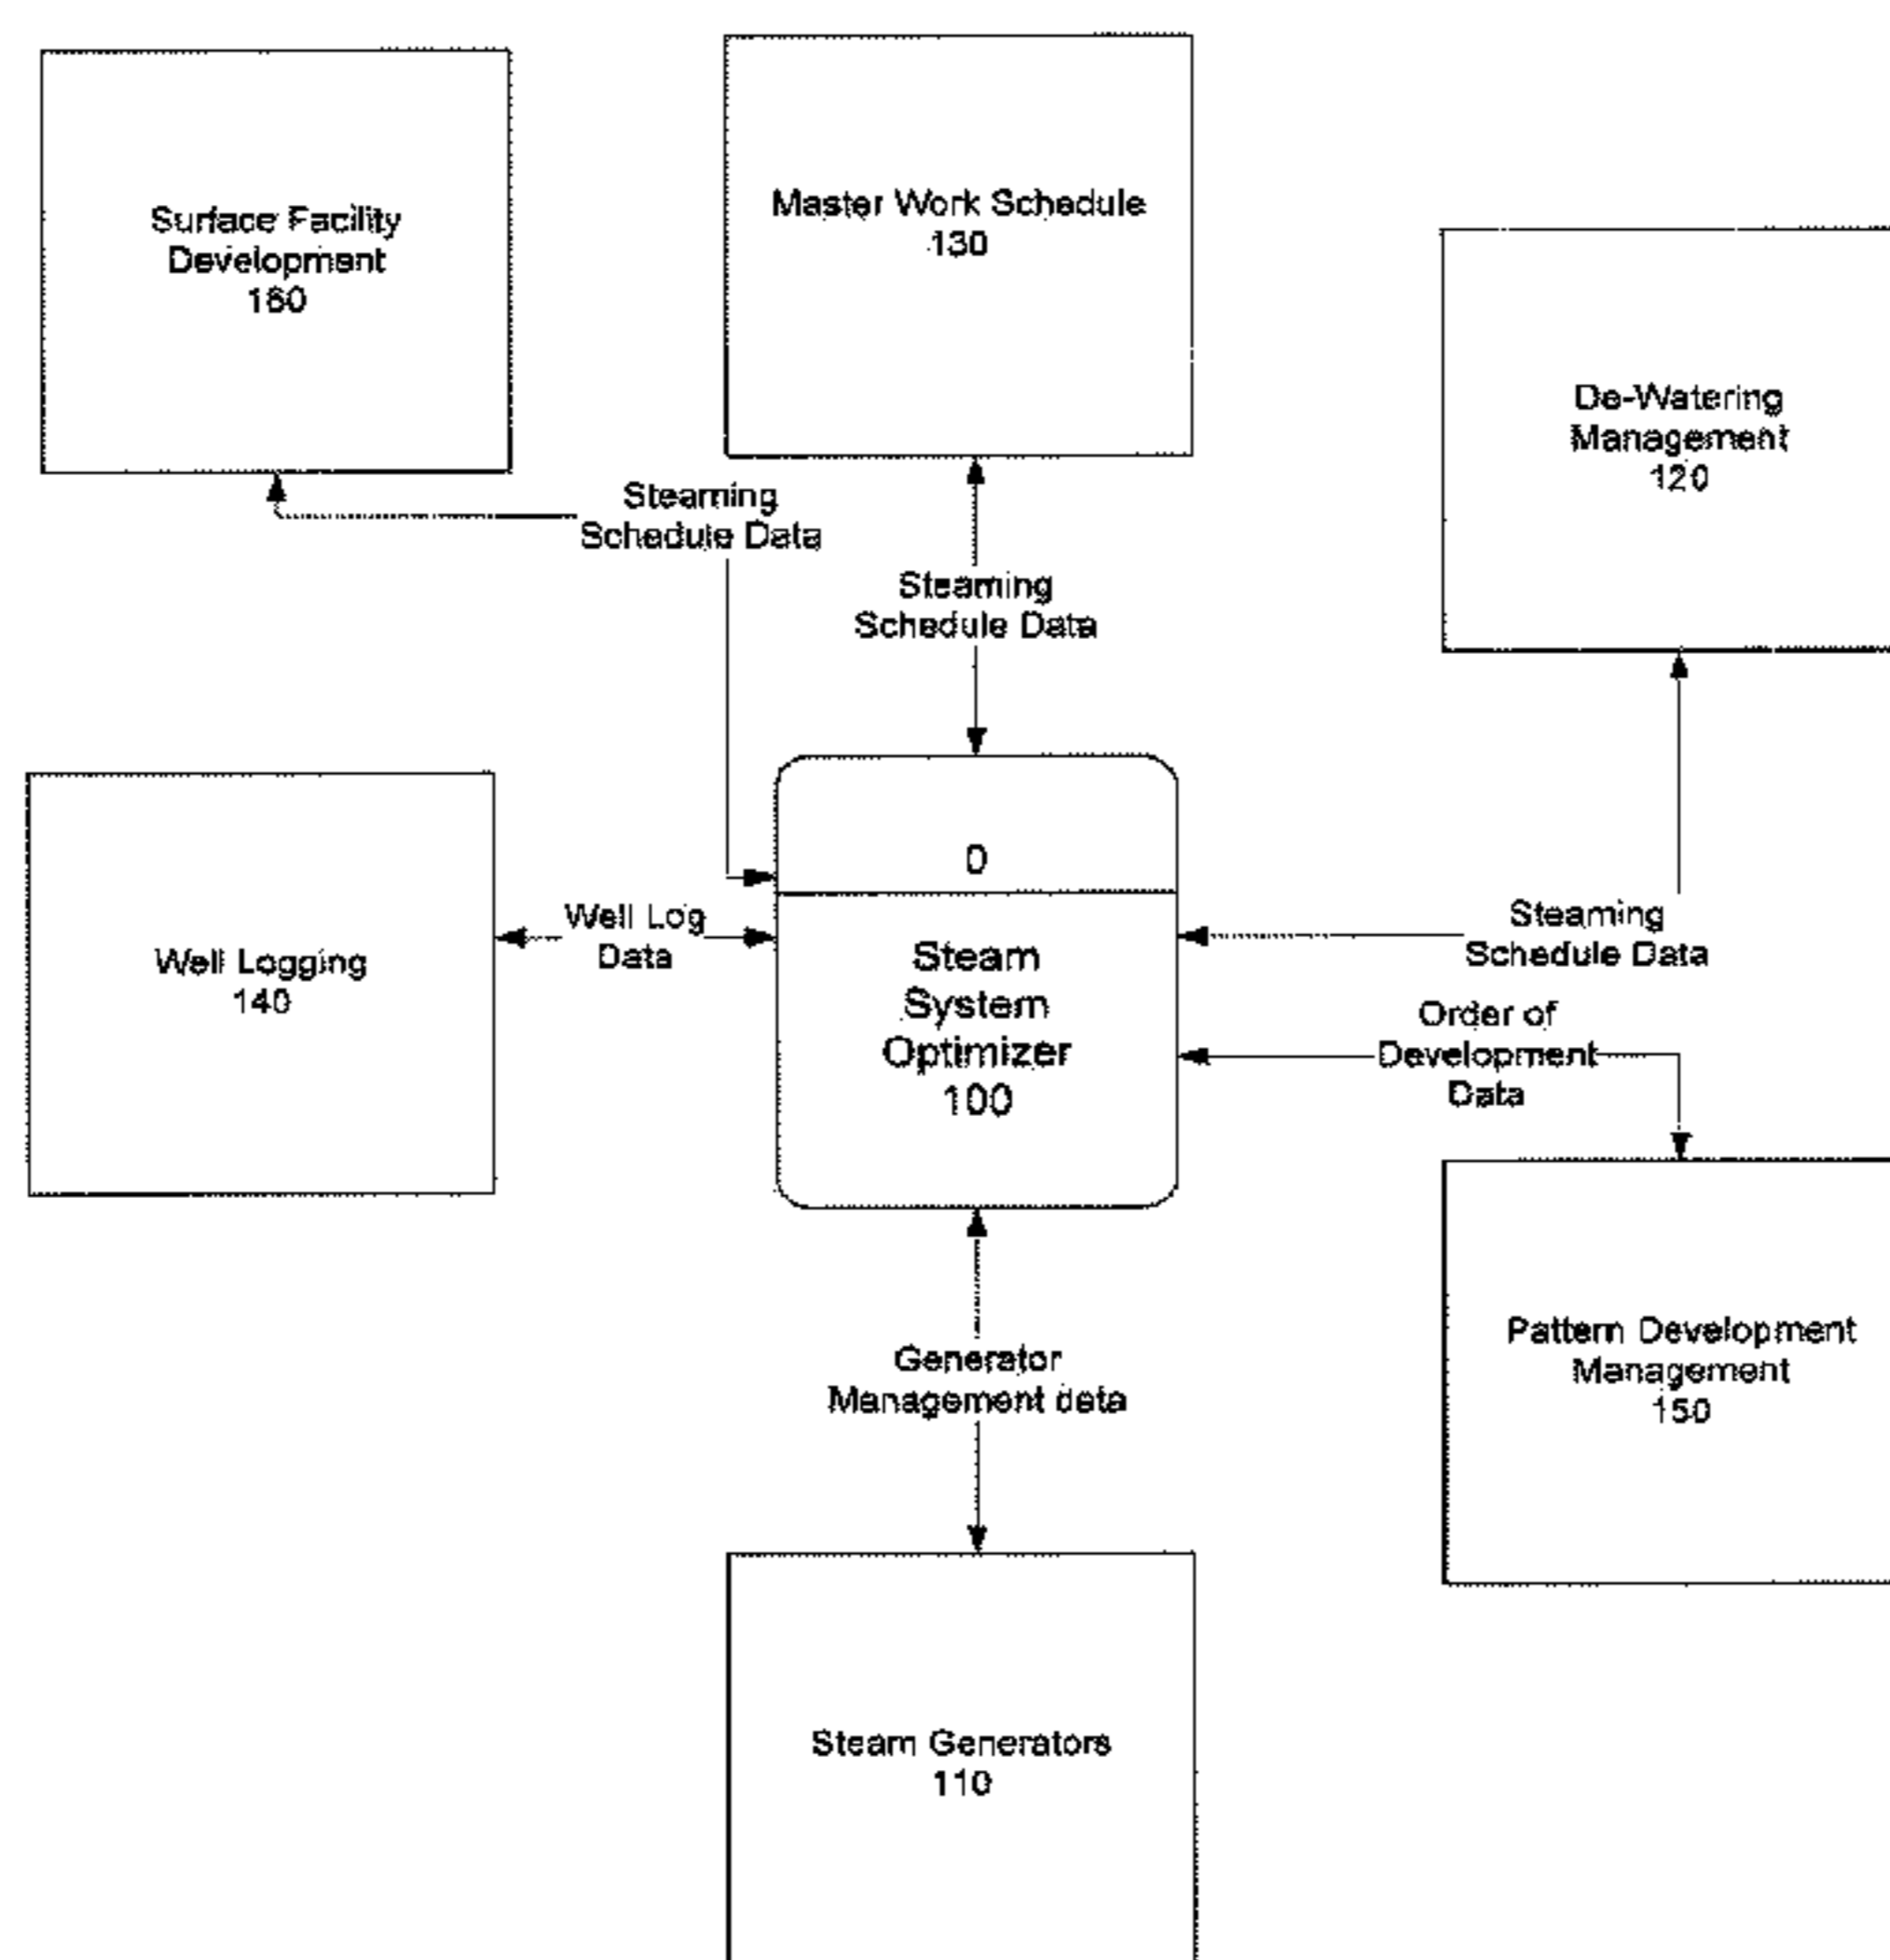 Surface Facility
Development
160
Master Work Schedule
130
De-Watering
Management
120
Steaming
Schedule Data
Steaming
Schedule Data
0
Steam
System
Optimizer
100
Well Log
Data
Well Logging
140
Steaming
Schedule Data
Order of
Development
Data
Pattern Development
Management
150
Generator
Management data
Steam Generators
110